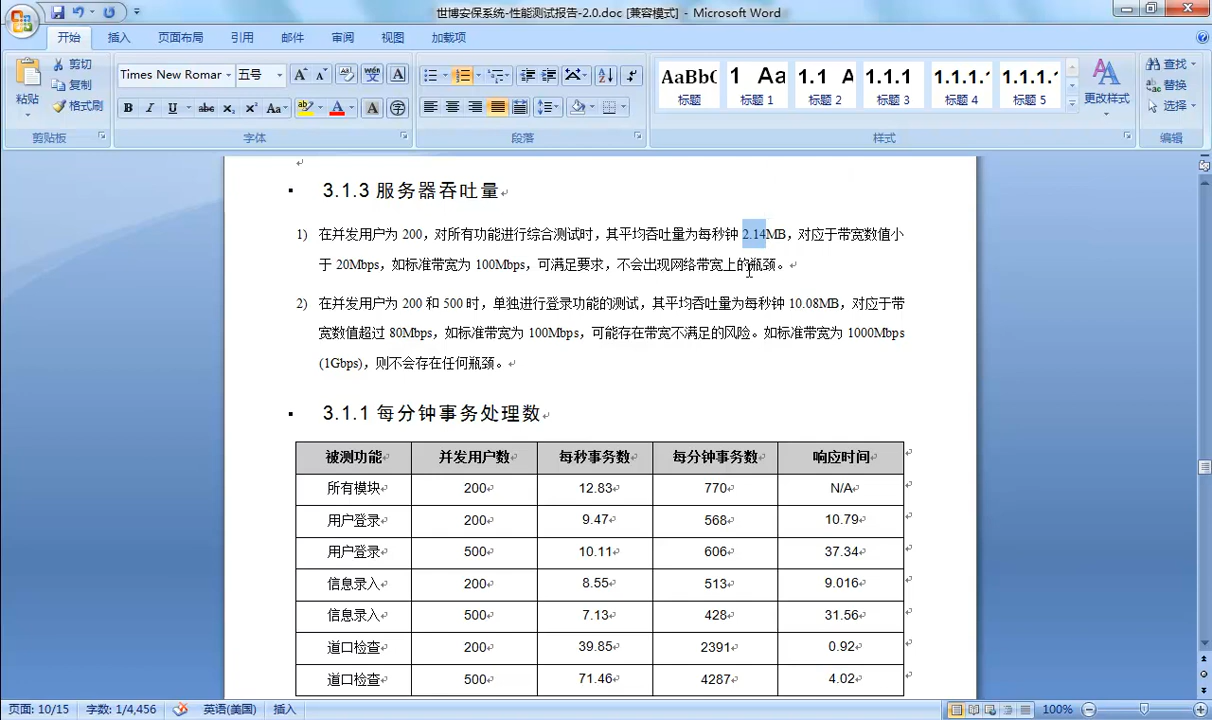 世博安保系统-性能测试报告-2.0.doc [兼容模式] - Microsoft Word
开始 插入 页面布局 引用 邮件 审阅 视图 加载项
粘贴 剪切 复制 格式刷
Times New Romar 五号
AaBbC 1 Aa 1.1 A 1.1.1 1.1.1.1 1.1.1.1.
标题 标题 1 标题 2 标题 3 标题 4 标题 5
更改样式
查找 替换 选择
剪贴板 字体 段落 样式 编辑
3.1.3 服务器吞吐量
1) 在并发用户为 200，对所有功能进行综合测试时，其平均吞吐量为每秒钟 2.14MB，对应于带宽数值小
于 20Mbps，如标准带宽为 100Mbps，可满足要求，不会出现网络带宽上的瓶颈。
2) 在并发用户为 200 和 500 时，单独进行登录功能的测试，其平均吞吐量为每秒钟 10.08MB，对应于带
宽数值超过 80Mbps，如标准带宽为 100Mbps，可能存在带宽不满足的风险。如标准带宽为 1000Mbps
(1Gbps)，则不会存在任何瓶颈。
3.1.1 每分钟事务处理数
被测功能 并发用户数 每秒事务数 每分钟事务数 响应时间
所有模块 200 12.83 770 N/A
用户登录 200 9.47 568 10.79
用户登录 500 10.11 606 37.34
信息录入 200 8.55 513 9.016
信息录入 500 7.13 428 31.56
道口检查 200 39.85 2391 0.92
道口检查 500 71.46 4287 4.02
页面: 10/15 字数: 1/4,456 英语(美国) 插入 100%